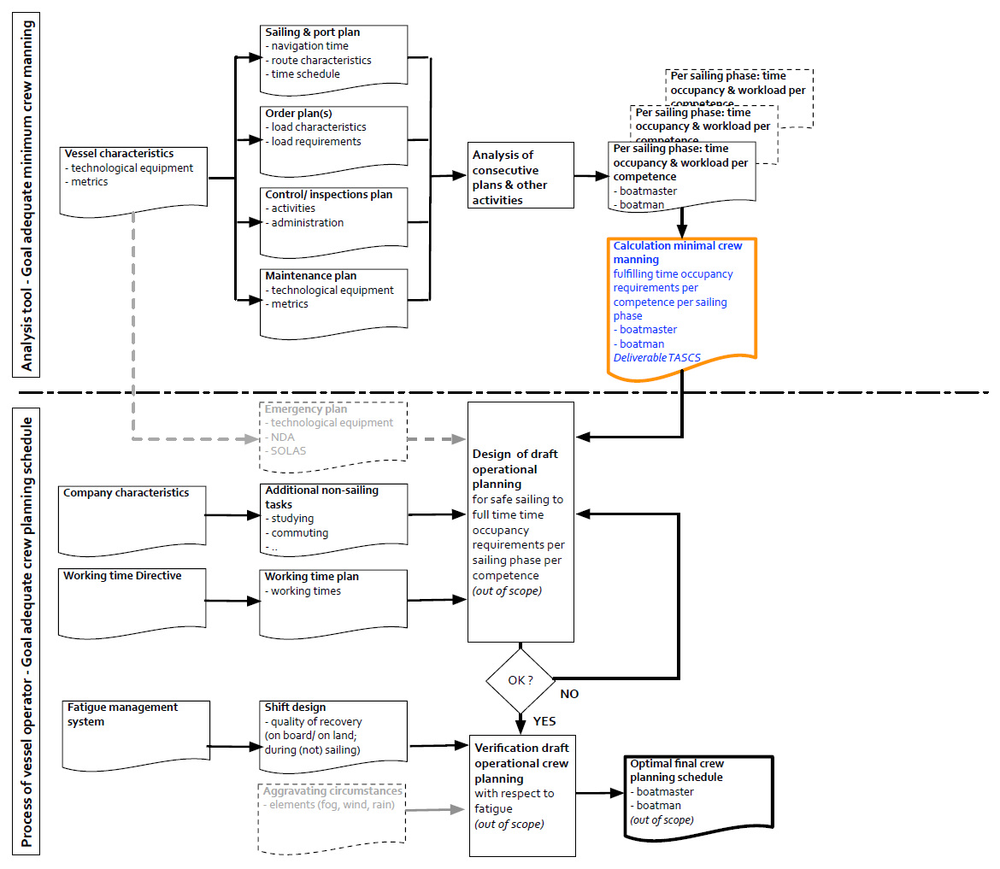 Analysis tool - Goal adequate minimum crew manning
Vessel characteristics
- technological equipment
- metrics
Sailing & port plan
- navigation time
- route characteristics
- time schedule
Order plan(s)
- load characteristics
- load requirements
Control/ inspections plan
- activities
- administration
Maintenance plan
- technological equipment
- metrics
Analysis of
consecutive
plans & other
activities
Per sailing phase: time
occupancy & workload per
competence
Per sailing phase: time
occupancy & workload per
competence
Per sailing phase: time
occupancy & workload per
competence
- boatmaster
- boatman
Calculation minimal crew
manning
fulfilling time occupancy
requirements per
competence per sailing
phase
- boatmaster
- boatman
Deliverable TASCS
Process of vessel operator - Goal adequate crew planning schedule
Emergency plan
- technological equipment
- NDA
- SOLAS
Company characteristics
Additional non-sailing
tasks
- studying
- commuting
- ..
Working time Directive
Working time plan
- working times
Design of draft
operational
planning
for safe sailing to
full time time
occupancy
requirements per
sailing phase per
competence
(out of scope)
OK ?
NO
YES
Fatigue management
system
Shift design
- quality of recovery
(on board/ on land;
during (not) sailing)
Aggravating circumstances
- elements (fog, wind, rain)
Verification draft
operational crew
planning
with respect to
fatigue
(out of scope)
Optimal final crew
planning schedule
- boatmaster
- boatman
(out of scope)